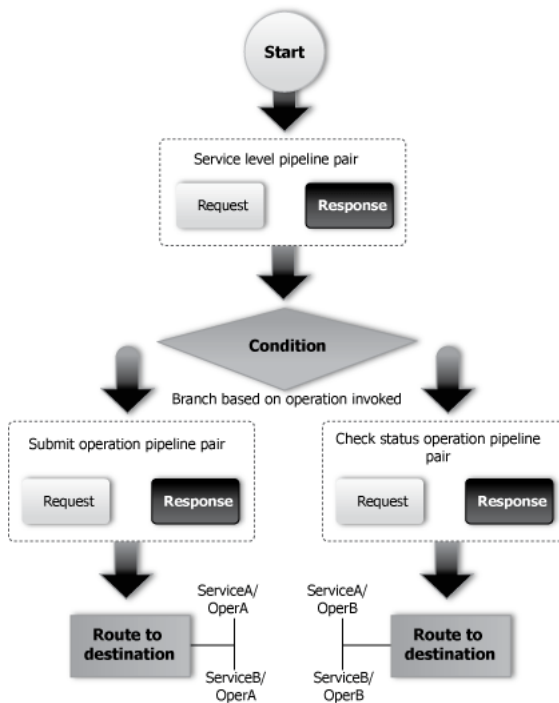 Start
Service level pipeline pair
Request
Response
Condition
Branch based on operation invoked
Submit operation pipeline pair
Request
Response
Check status operation pipeline
pair
Request
Response
Route to
destination
ServiceA/
OperA
ServiceB/
OperA
ServiceA/
OperB
ServiceB/
OperB
Route to
destination